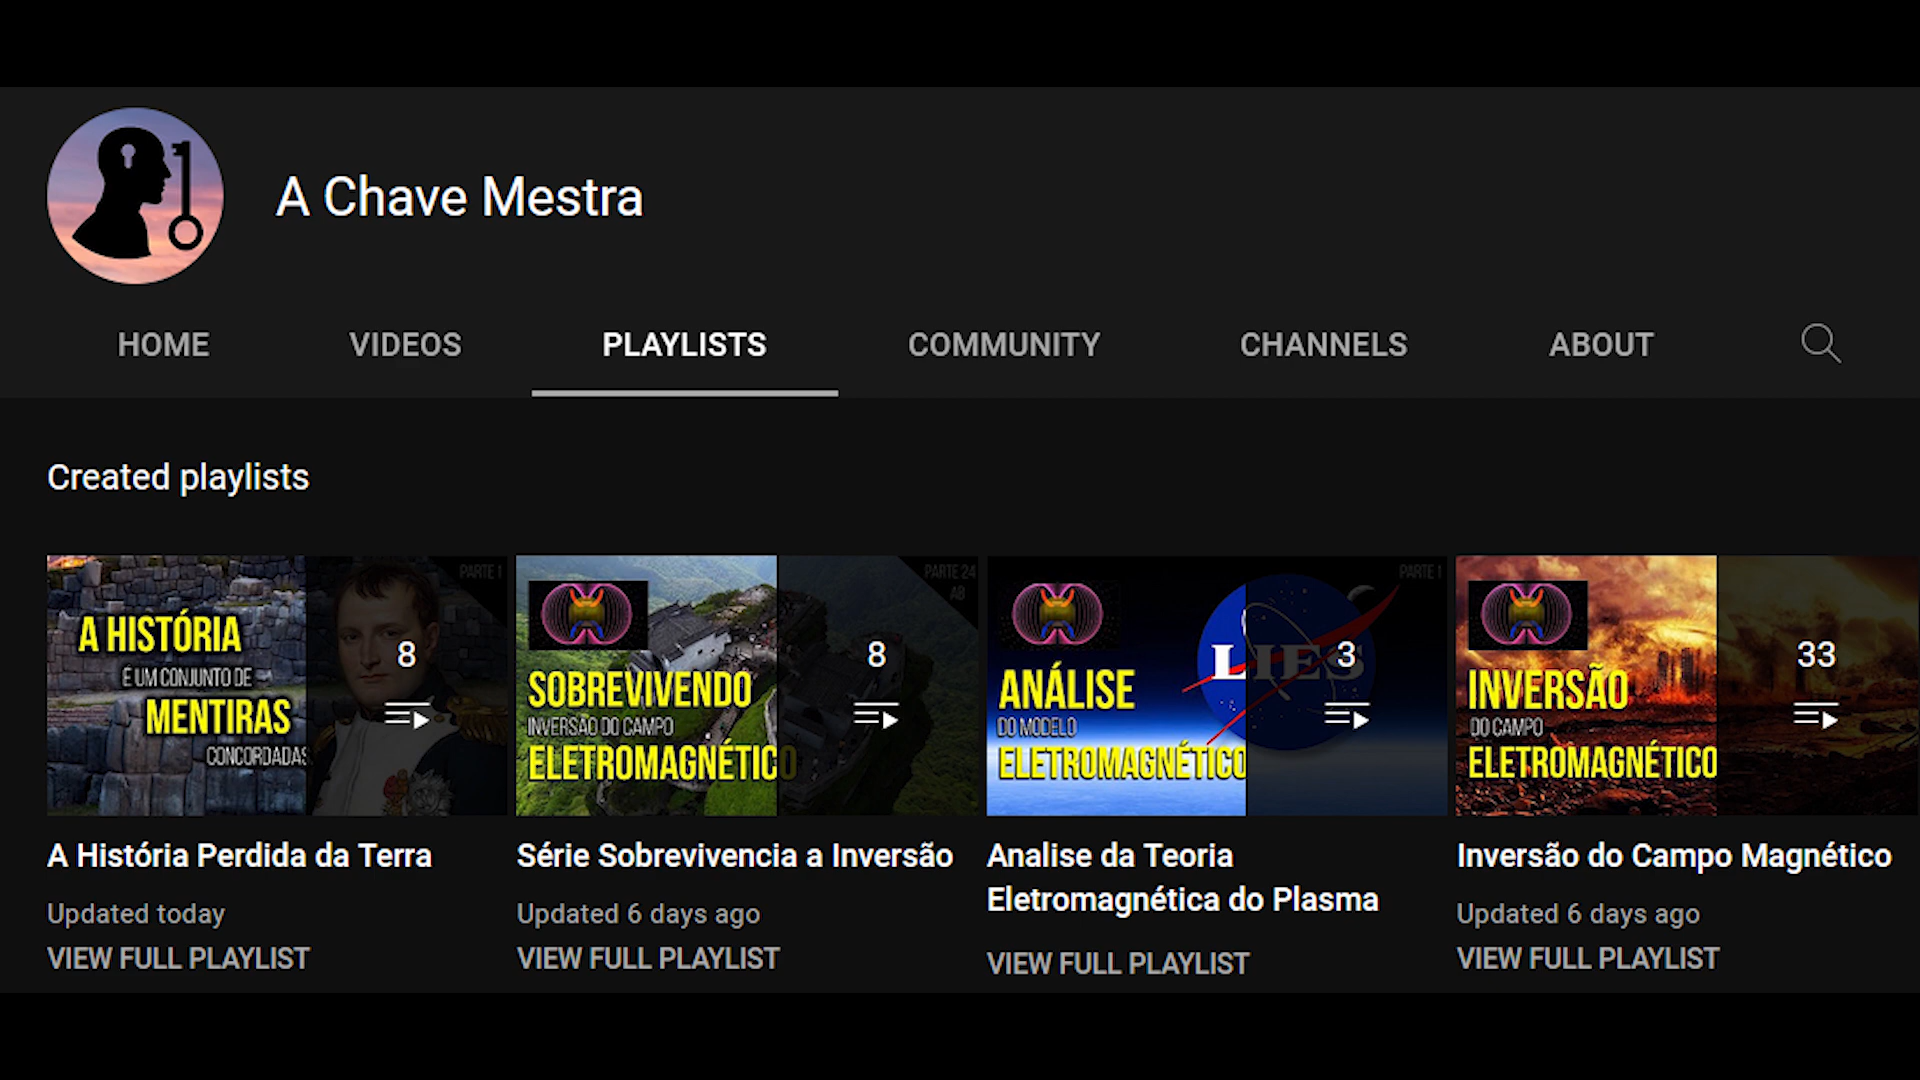 A Chave Mestra
HOME VIDEOS PLAYLISTS COMMUNITY CHANNELS ABOUT
Created playlists
PARTE 1
A HISTÓRIA
É UM CONJUNTO DE
MENTIRAS
CONCORDADAS
8
A História Perdida da Terra
Updated today
VIEW FULL PLAYLIST
PARTE 24
AB
SOBREVIVENDO
INVERSÃO DO CAMPO
ELETROMAGNÉTICO
8
Série Sobrevivencia a Inversão
Updated 6 days ago
VIEW FULL PLAYLIST
PARTE 1
LIES
ANÁLISE
DO MODELO
ELETROMAGNÉTICO
3
Analise da Teoria
Eletromagnética do Plasma
VIEW FULL PLAYLIST
INVERSÃO
DO CAMPO
ELETROMAGNÉTICO
33
Inversão do Campo Magnético
Updated 6 days ago
VIEW FULL PLAYLIST